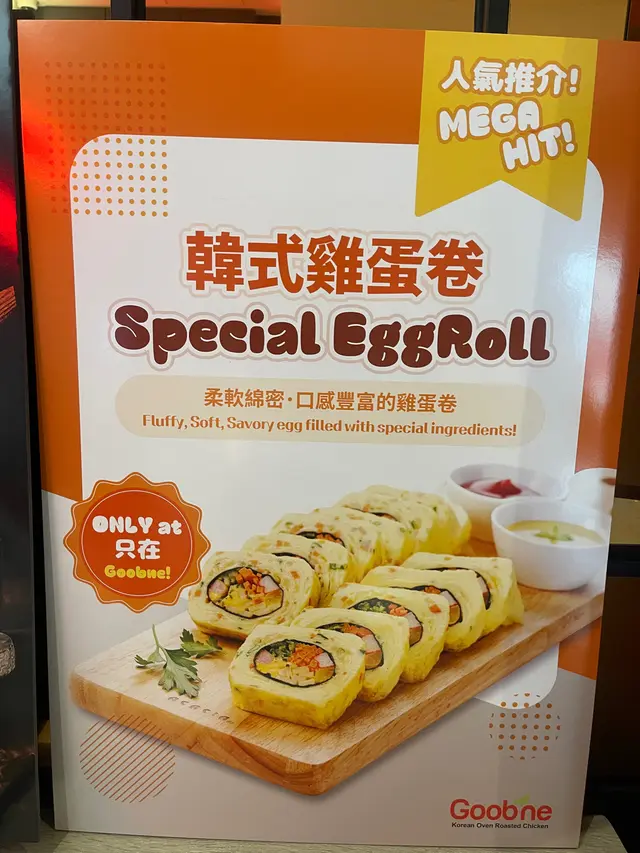 人氣推介!
MEGA
HIT!
韓式雞蛋卷
Special EggRoll
柔軟綿密·口感豐富的雞蛋卷
Fluffy, Soft, Savory egg filled with special ingredients!
ONLY at
只在
Goobne!
acacia
Goobne
Korean Oven Roasted Chicken